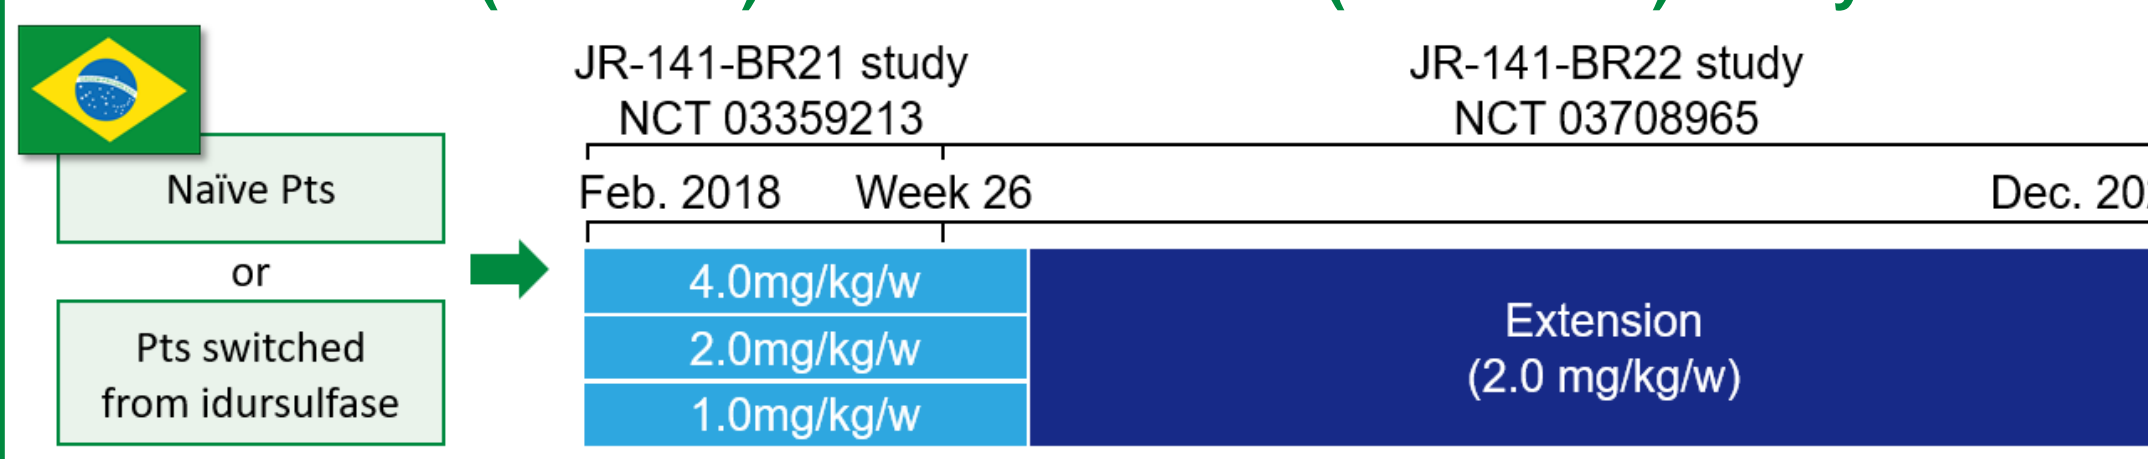 JR-141-BR21 study
NCT 03359213
JR-141-BR22 study
NCT 03708965
Feb. 2018
Week 26
Dec.
Naïve Pts
or
Pts switched
from idursulfase
4.0mg/kg/w
2.0mg/kg/w
1.0mg/kg/w
Extension
(2.0 mg/kg/w)